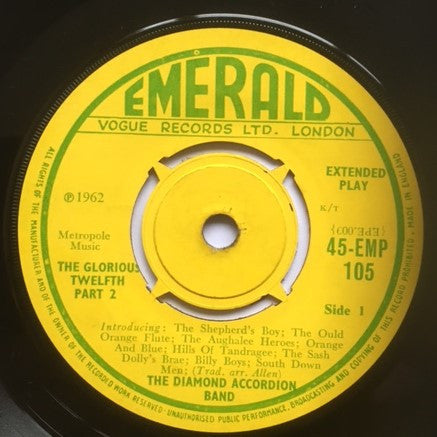 EMERALD
VOGUE RECORDS LTD. LONDON
EXTENDED
PLAY
℗ 1962
K/T
Metropole
Music
{EPE.009}
45-EMP
105
THE GLORIOUS
TWELFTH
PART 2
Side 1
Introducing: The Shepherd's Boy; The Ould
Orange Flute; The Aughalee Heroes; Orange
And Blue; Hills Of Tandragee; The Sash
Dolly's Brae; Billy Boys; South Down
Men; (Trad. arr. Allen)
THE DIAMOND ACCORDION
BAND
ALL RIGHTS OF THE MANUFACTURER AND OF THE OWNER OF THE RECORDED WORK RESERVED · UNAUTHORISED PUBLIC PERFORMANCE, BROADCASTING AND COPYING OF THIS RECORD PROHIBITED · MADE IN ENGLAND